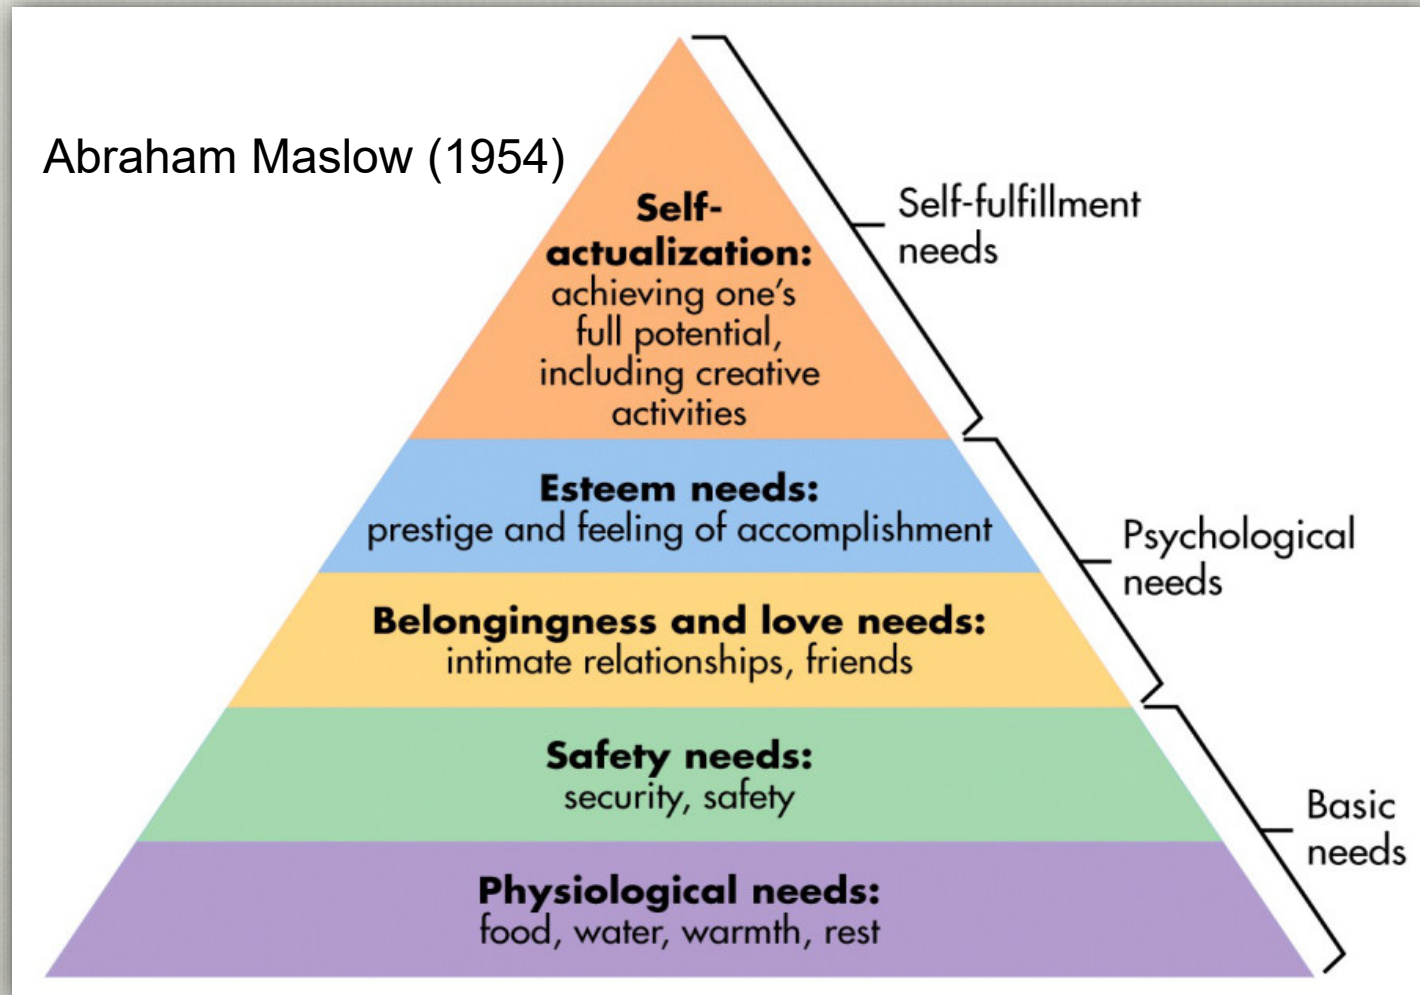 Abraham Maslow (1954)
Self-
actualization:
achieving one’s
full potential,
including creative
activities
Self-fulfillment
needs
Esteem needs:
prestige and feeling of accomplishment
Psychological
needs
Belongingness and love needs:
intimate relationships, friends
Safety needs:
security, safety
Basic
needs
Physiological needs:
food, water, warmth, rest